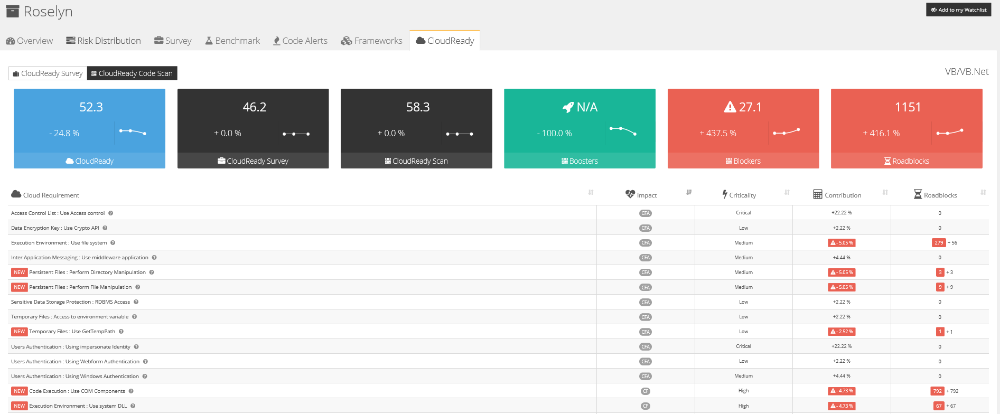 Roselyn
Add to my Watchlist
Overview Risk Distribution Survey Benchmark Code Alerts Frameworks CloudReady
CloudReady Survey CloudReady Code Scan VB/VB.Net
52.3 46.2 58.3 N/A 27.1 1151
- 24.8 % + 0.0 % + 0.0 % - 100.0 % + 437.5 % + 416.1 %
CloudReady CloudReady Survey CloudReady Scan Boosters Blockers Roadblocks
Cloud Requirement Impact Criticality Contribution Roadblocks
Access Control List : Use Access control CFA Critical +22.22 % 0
Data Encryption Key : Use Crypto API CFA Low +2.22 % 0
Execution Environment : Use file system CFA Medium - 5.05 % 279 + 56
Inter Application Messaging : Use middleware application CFA Medium +4.44 % 0
NEW Persistent Files : Perform Directory Manipulation CFA Medium - 5.05 % 3 + 3
NEW Persistent Files : Perform File Manipulation CFA Medium - 5.05 % 9 + 9
Sensitive Data Storage Protection : RDBMS Access CFA Low +2.22 % 0
Temporary Files : Access to environment variable CFA Low +2.22 % 0
NEW Temporary Files : Use GetTempPath CFA Low - 2.52 % 1 + 1
Users Authentication : Using impersonate Identity CFA Critical +22.22 % 0
Users Authentication : Using Webform Authentication CFA Low +2.22 % 0
Users Authentication : Using Windows Authentication CFA Medium +4.44 % 0
NEW Code Execution : Use COM Components CF High - 4.73 % 792 + 792
NEW Execution Environment : Use system DLL CF High - 4.73 % 67 + 67